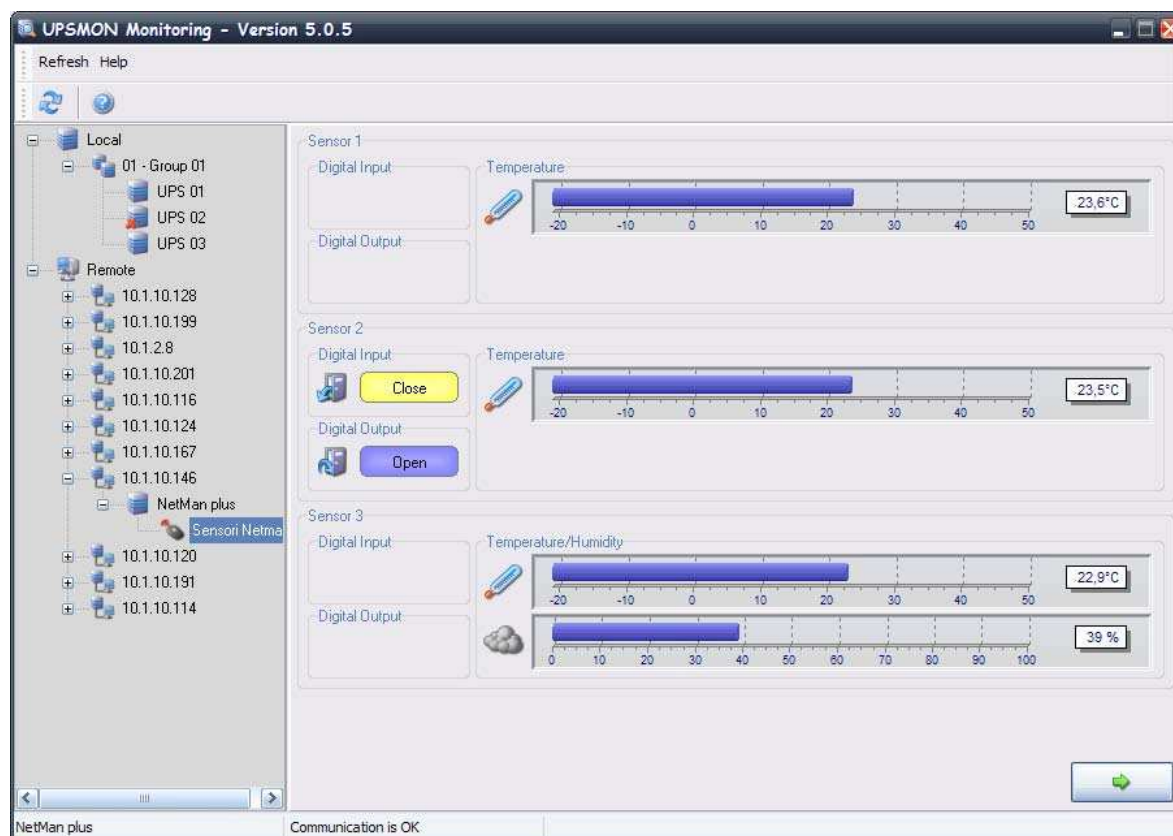 UPSMON Monitoring - Version 5.0.5
Refresh Help
Local
01 - Group 01
UPS 01
UPS 02
UPS 03
Remote
10.1.10.128
10.1.10.199
10.1.2.8
10.1.10.201
10.1.10.116
10.1.10.124
10.1.10.167
10.1.10.146
NetMan plus
Sensori Netma
10.1.10.120
10.1.10.191
10.1.10.114
Sensor 1
Digital Input
Digital Output
Temperature
-20 -10 0 10 20 30 40 50
23,6°C
Sensor 2
Digital Input
Close
Digital Output
Open
Temperature
-20 -10 0 10 20 30 40 50
23,5°C
Sensor 3
Digital Input
Digital Output
Temperature/Humidity
-20 -10 0 10 20 30 40 50
22,9°C
0 10 20 30 40 50 60 70 80 90 100
39 %
NetMan plus
Communication is OK